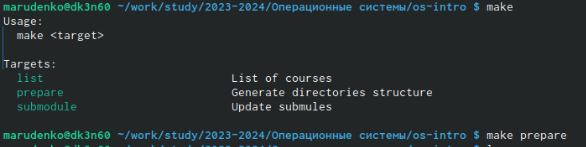 marudenko@dk3n60 ~/work/study/2023-2024/Операционные системы/os-intro $ make
Usage:
  make <target>
Targets:
  list                          List of courses
  prepare                       Generate directories structure
  submodule                     Update submules
marudenko@dk3n60 ~/work/study/2023-2024/Операционные системы/os-intro $ make prepare